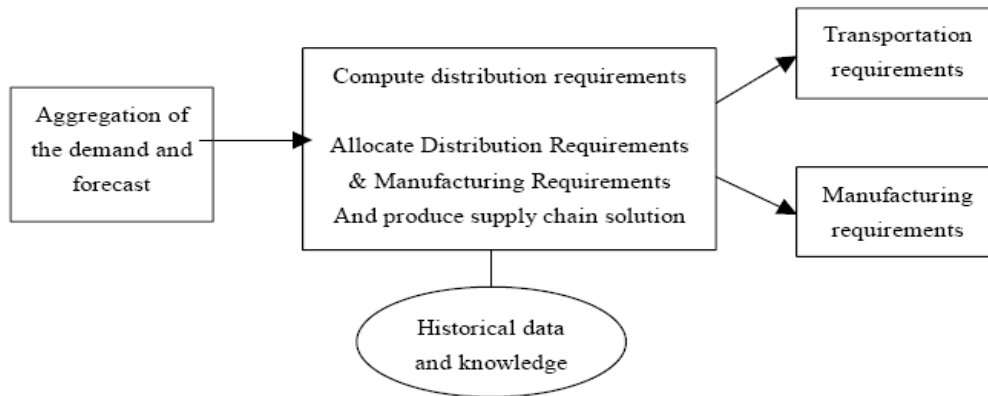 Aggregation of
the demand and
forecast
Compute distribution requirements
Allocate Distribution Requirements
& Manufacturing Requirements
And produce supply chain solution
Transportation
requirements
Manufacturing
requirements
Historical data
and knowledge